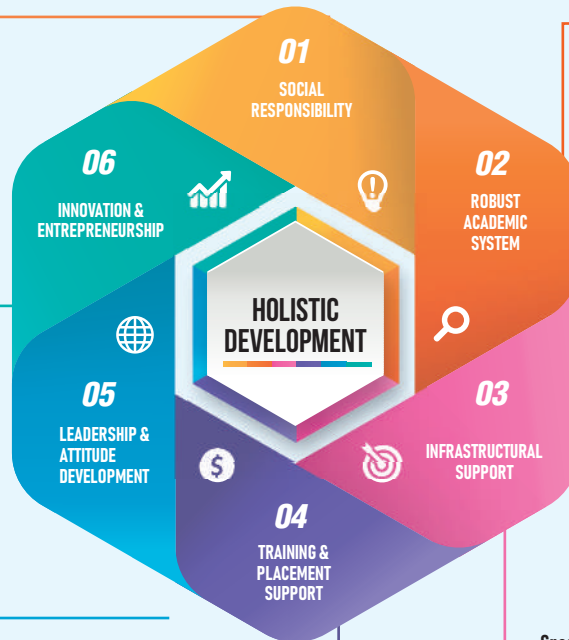 01
SOCIAL
RESPONSIBILITY
02
ROBUST
ACADEMIC
SYSTEM
03
INFRASTRUCTURAL
SUPPORT
04
TRAINING &
PLACEMENT
SUPPORT
05
LEADERSHIP &
ATTITUDE
DEVELOPMENT
06
INNOVATION &
ENTREPRENEURSHIP
HOLISTIC
DEVELOPMENT
$